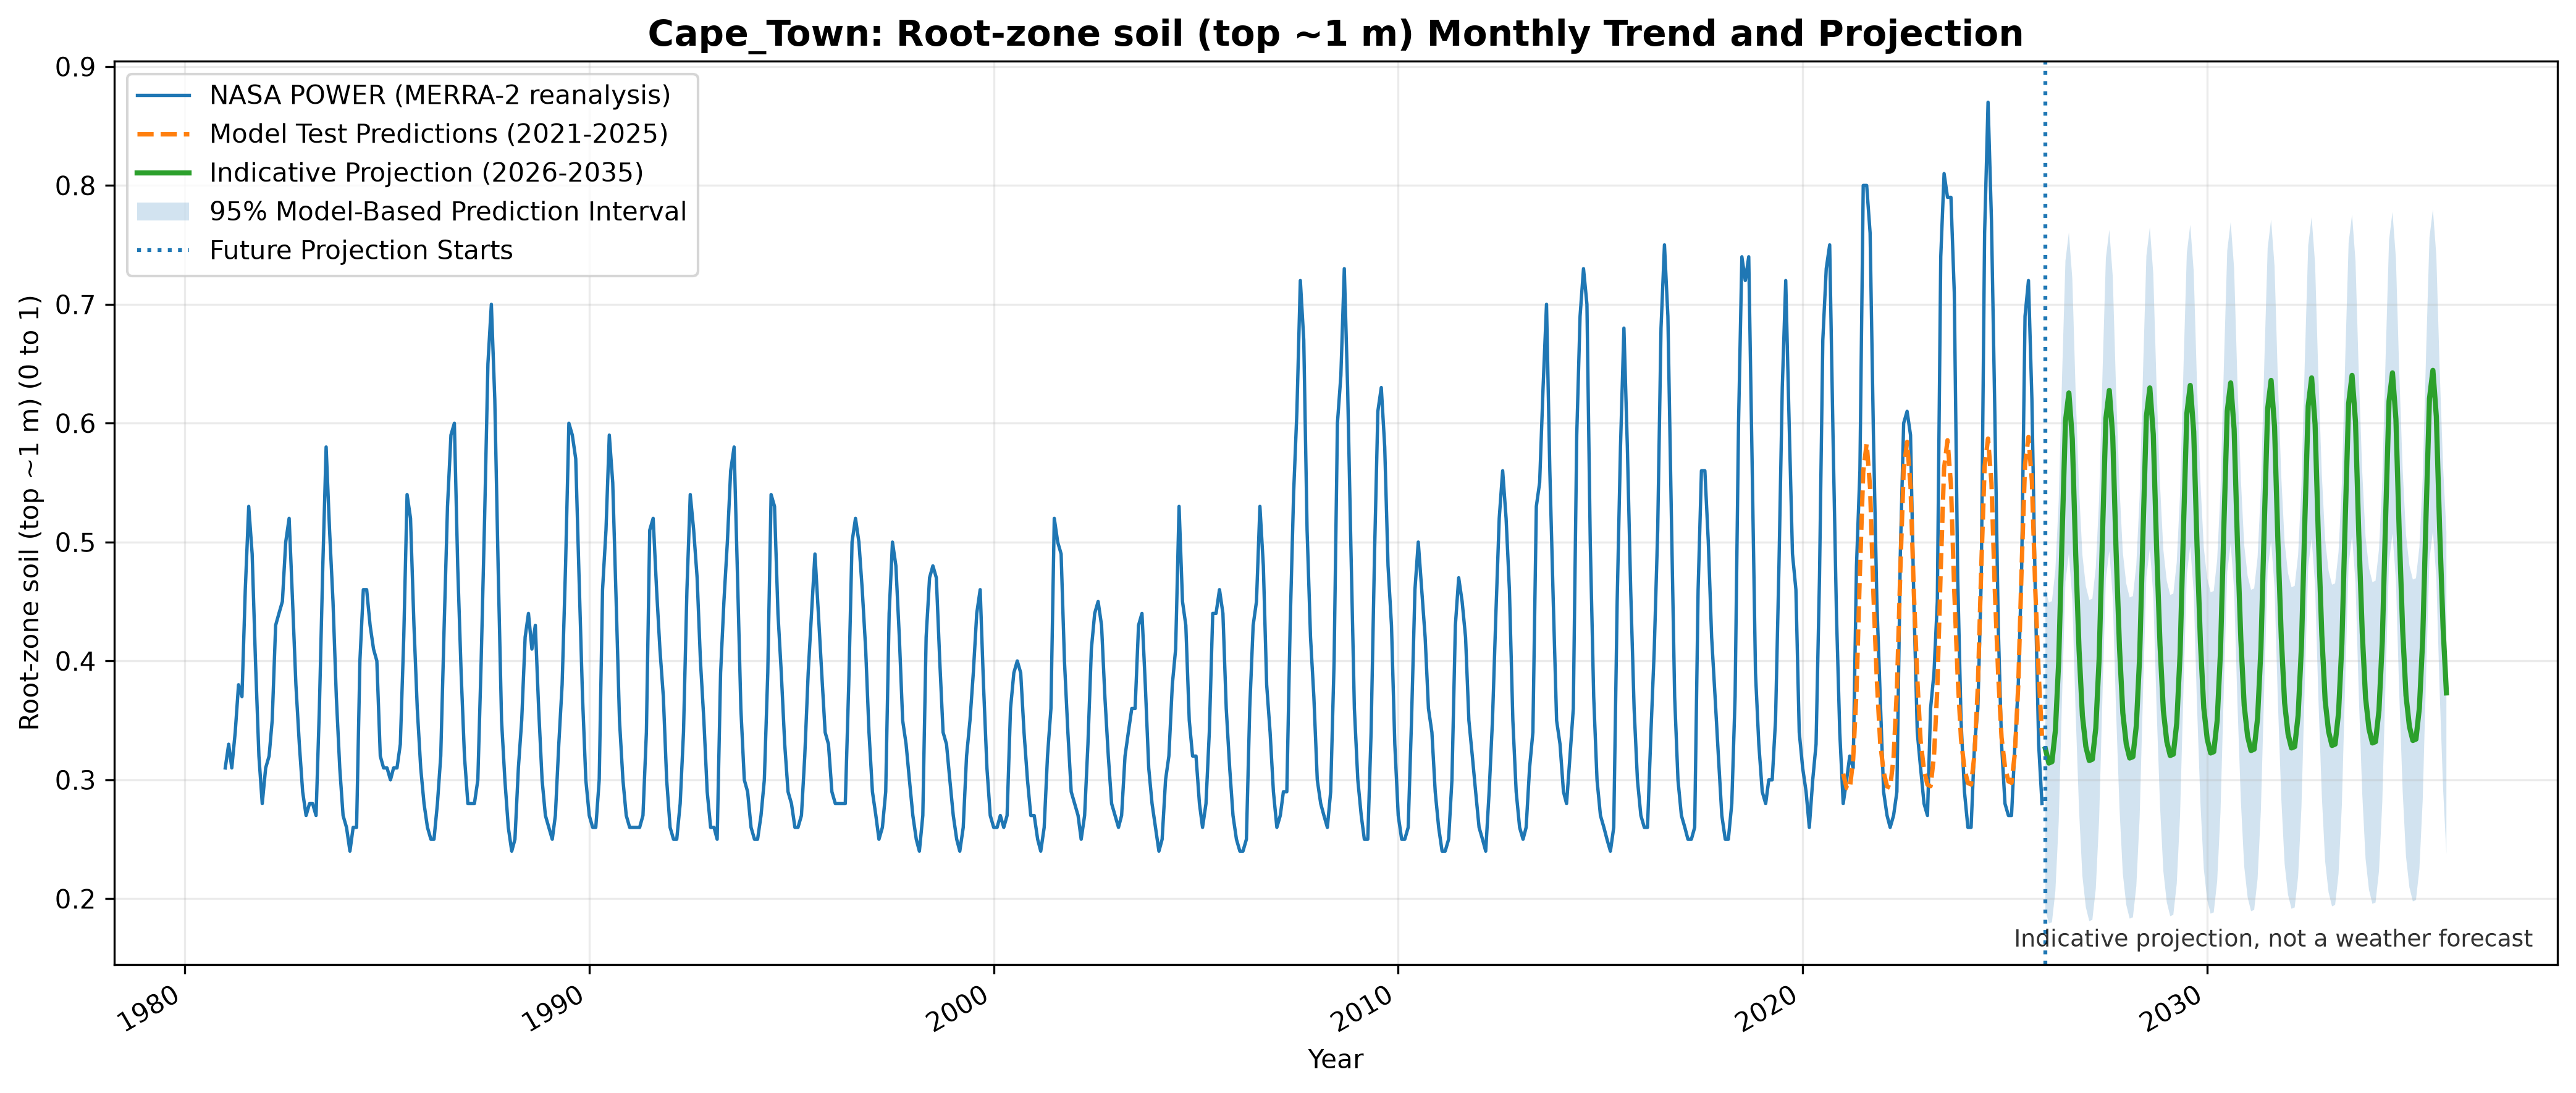 Cape_Town: Root-zone soil (top ~1 m) Monthly Trend and Projection
Root-zone soil (top ~1 m) (0 to 1)
0.9
0.8
0.7
0.6
0.5
0.4
0.3
0.2
NASA POWER (MERRA-2 reanalysis)
Model Test Predictions (2021-2025)
Indicative Projection (2026-2035)
95% Model-Based Prediction Interval
Future Projection Starts
Indicative projection, not a weather forecast
1980
1990
2000
2010
2020
2030
Year